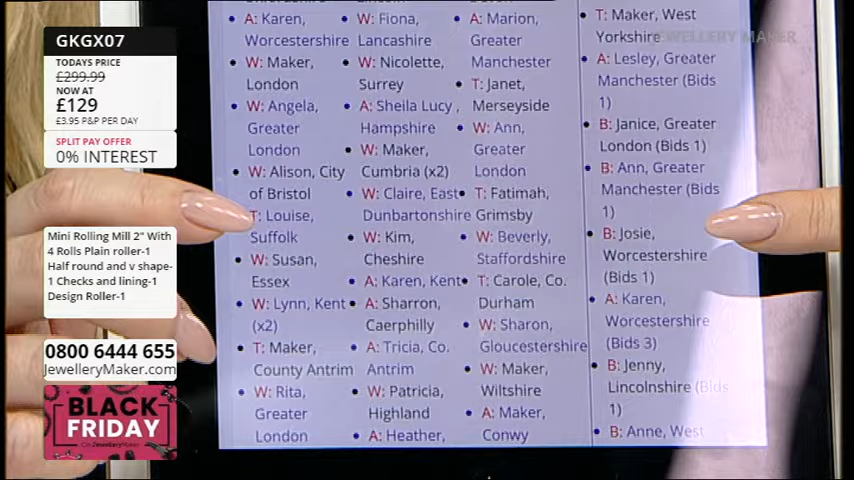 GKGX07
TODAYS PRICE
£299.99
NOW AT
£129
£3.95 P&P PER DAY
SPLIT PAY OFFER
0% INTEREST
Mini Rolling Mill 2" With
4 Rolls Plain roller-1
Half round and v shape-
1 Checks and lining-1
Design Roller-1
0800 6444 655
JewelleryMaker.com
BLACK
FRIDAY
On JewelleryMaker
A: Karen,
Worcestershire
W: Maker,
London
W: Angela,
Greater
London
W: Alison, City
of Bristol
T: Louise,
Suffolk
W: Susan,
Essex
W: Lynn, Kent
(x2)
T: Maker,
County Antrim
W: Rita,
Greater
London
W: Fiona,
Lancashire
W: Nicolette,
Surrey
A: Sheila Lucy ,
Hampshire
W: Maker,
Cumbria (x2)
W: Claire, East
Dunbartonshire
W: Kim,
Cheshire
A: Karen, Kent
A: Sharron,
Caerphilly
A: Tricia, Co.
Antrim
W: Patricia,
Highland
A: Heather,
A: Marion,
Greater
Manchester
T: Janet,
Merseyside
W: Ann,
Greater
London
T: Fatimah,
Grimsby
W: Beverly,
Staffordshire
T: Carole, Co.
Durham
W: Sharon,
Gloucestershire
W: Maker,
Wiltshire
A: Maker,
Conwy
T: Maker, West
Yorkshire
A: Lesley, Greater
Manchester (Bids
1)
B: Janice, Greater
London (Bids 1)
B: Ann, Greater
Manchester (Bids
1)
B: Josie,
Worcestershire
(Bids 1)
A: Karen,
Worcestershire
(Bids 3)
B: Jenny,
Lincolnshire (Bids
1)
B: Anne, West
JEWELLERY MAKER